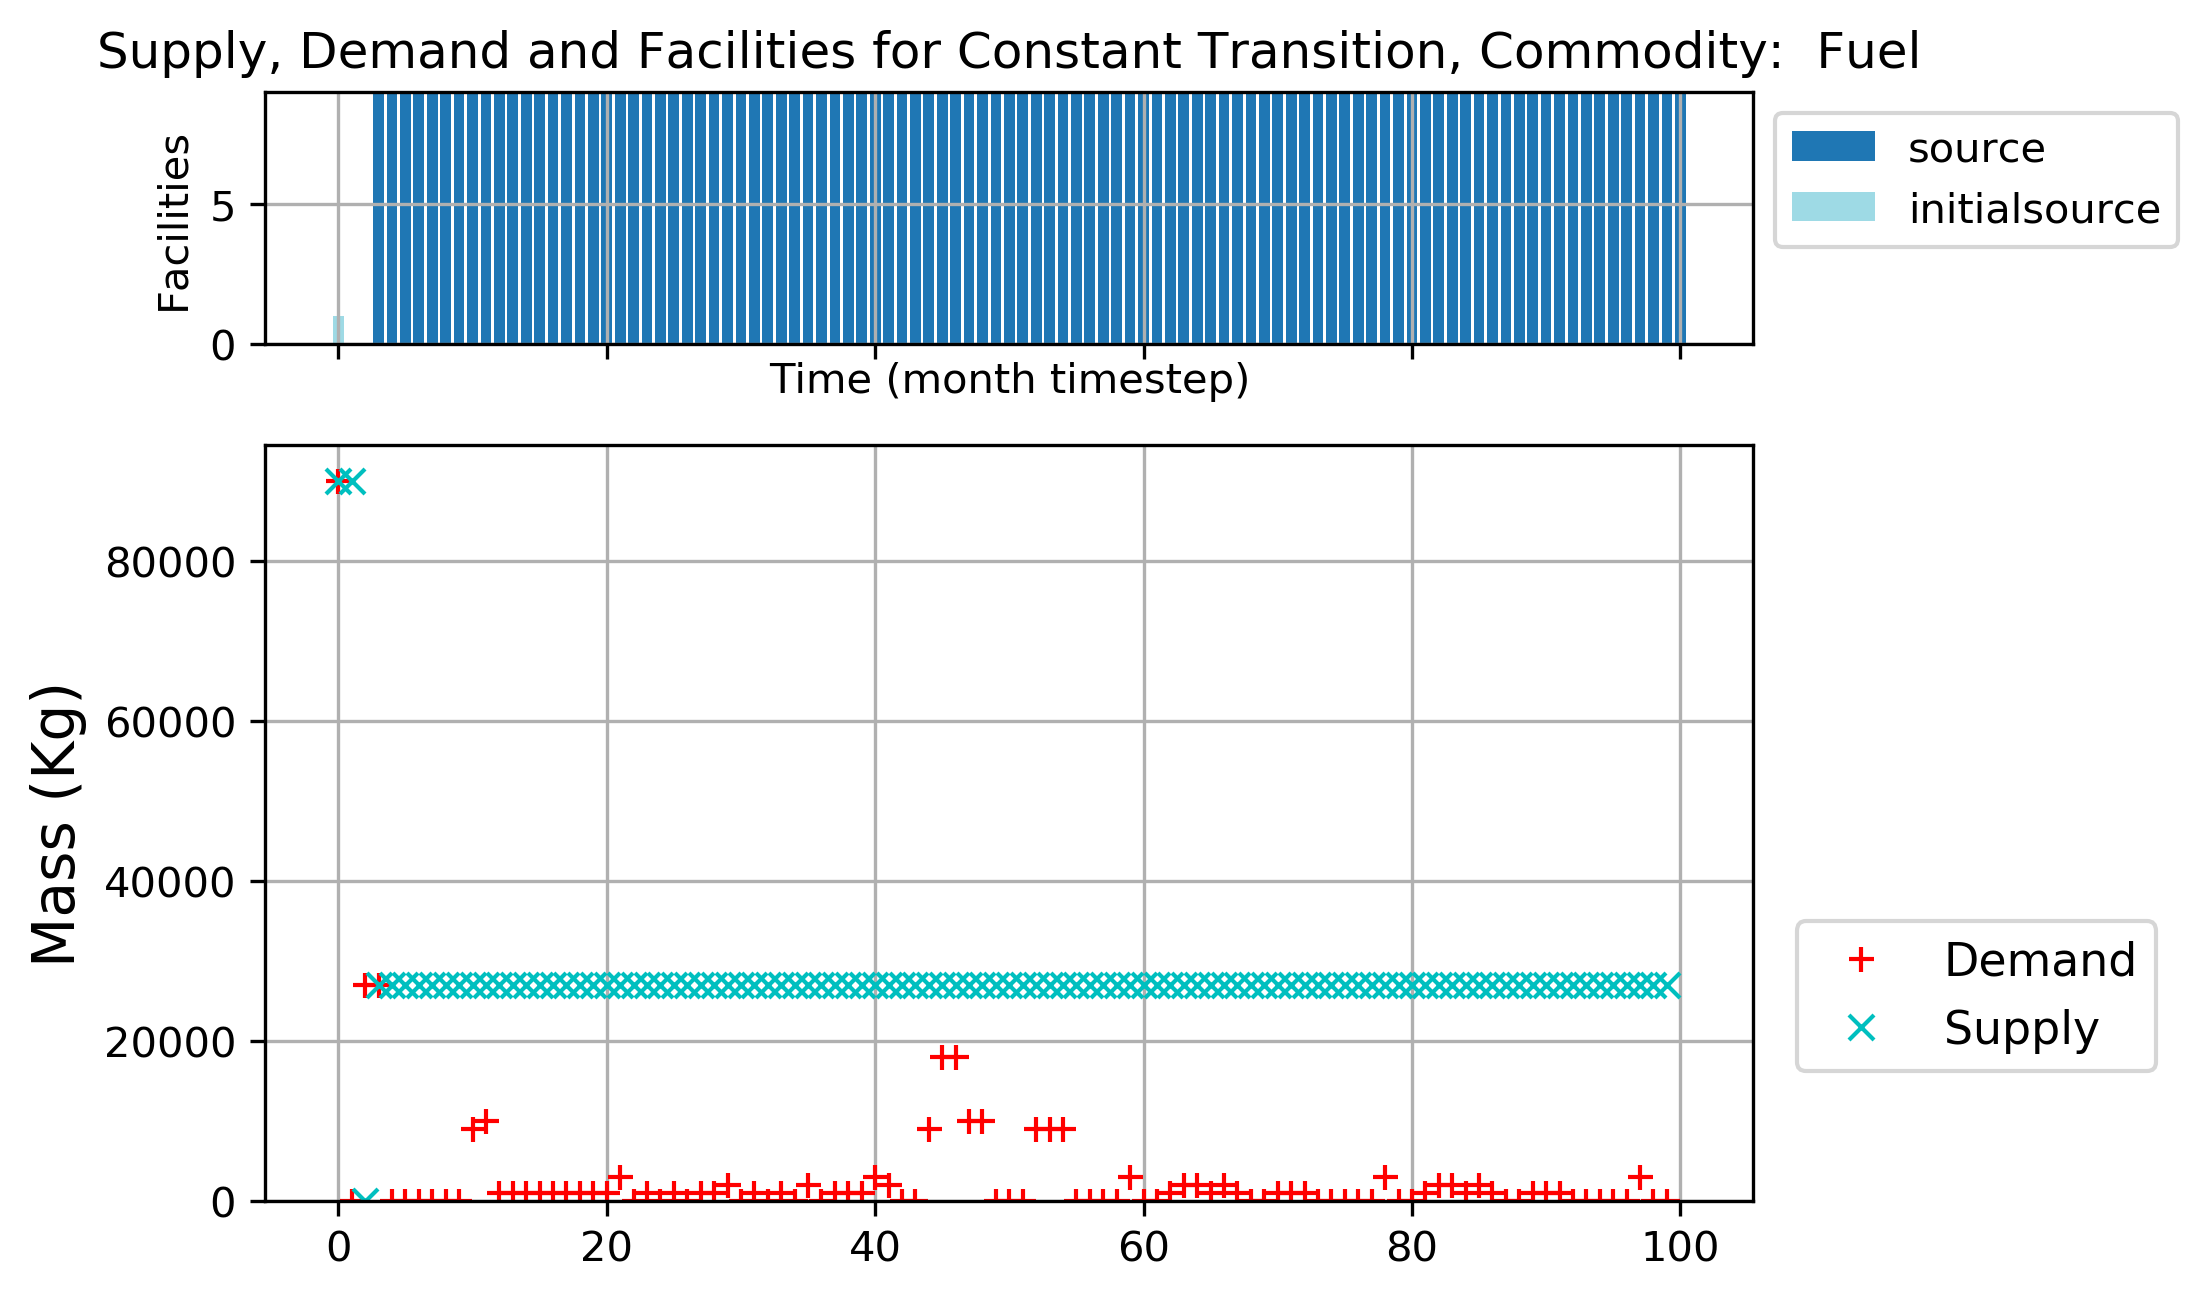 Supply, Demand and Facilities for Constant Transition, Commodity:  Fuel
Facilities
5
0
source
initialsource
Time (month timestep)
Mass (Kg)
80000
60000
40000
20000
0
0 20 40 60 80 100
Demand
Supply